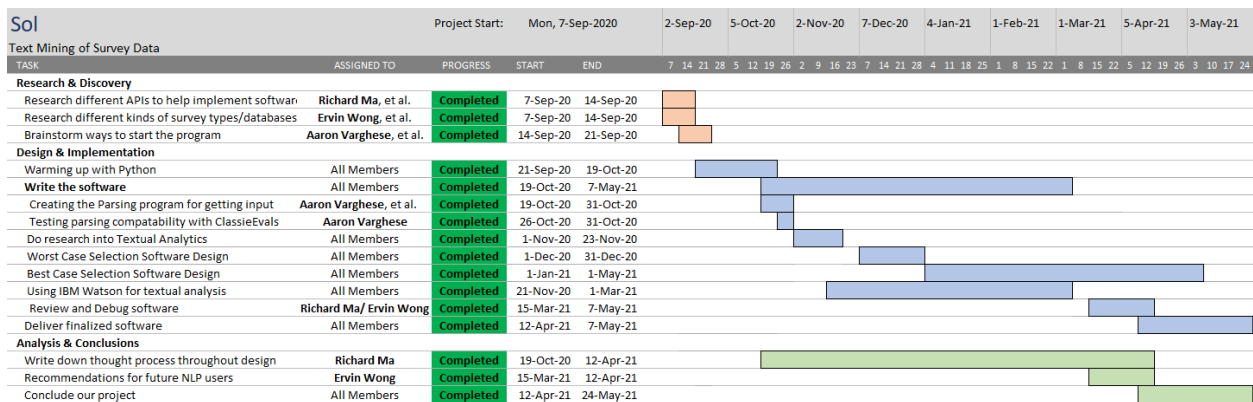 Sol Project Start: Mon, 7-Sep-2020 2-Sep-20 5-Oct-20 2-Nov-20 7-Dec-20 4-Jan-21 1-Feb-21 1-Mar-21 5-Apr-21 3-May-21
Text Mining of Survey Data
TASK ASSIGNED TO PROGRESS START END 7 14 21 28 5 12 19 26 2 9 16 23 7 14 21 28 4 11 18 25 1 8 15 22 1 8 15 22 5 12 19 26 3 10 17 24
Research & Discovery
Research different APIs to help implement software Richard Ma, et al. Completed 7-Sep-20 14-Sep-20
Research different kinds of survey types/databases Ervin Wong, et al. Completed 7-Sep-20 14-Sep-20
Brainstorm ways to start the program Aaron Varghese, et al. Completed 14-Sep-20 21-Sep-20
Design & Implementation
Warming up with Python All Members Completed 21-Sep-20 19-Oct-20
Write the software All Members Completed 19-Oct-20 7-May-21
Creating the Parsing program for getting input Aaron Varghese, et al. Completed 19-Oct-20 31-Oct-20
Testing parsing compatability with ClassieEvals Aaron Varghese Completed 26-Oct-20 31-Oct-20
Do research into Textual Analytics All Members Completed 1-Nov-20 23-Nov-20
Worst Case Selection Software Design All Members Completed 1-Dec-20 31-Dec-20
Best Case Selection Software Design All Members Completed 1-Jan-21 1-May-21
Using IBM Watson for textual analysis All Members Completed 21-Nov-20 1-Mar-21
Review and Debug software Richard Ma/ Ervin Wong Completed 15-Mar-21 7-May-21
Deliver finalized software All Members Completed 12-Apr-21 7-May-21
Analysis & Conclusions
Write down thought process throughout design Richard Ma Completed 19-Oct-20 12-Apr-21
Recommendations for future NLP users Ervin Wong Completed 15-Mar-21 12-Apr-21
Conclude our project All Members Completed 12-Apr-21 24-May-21